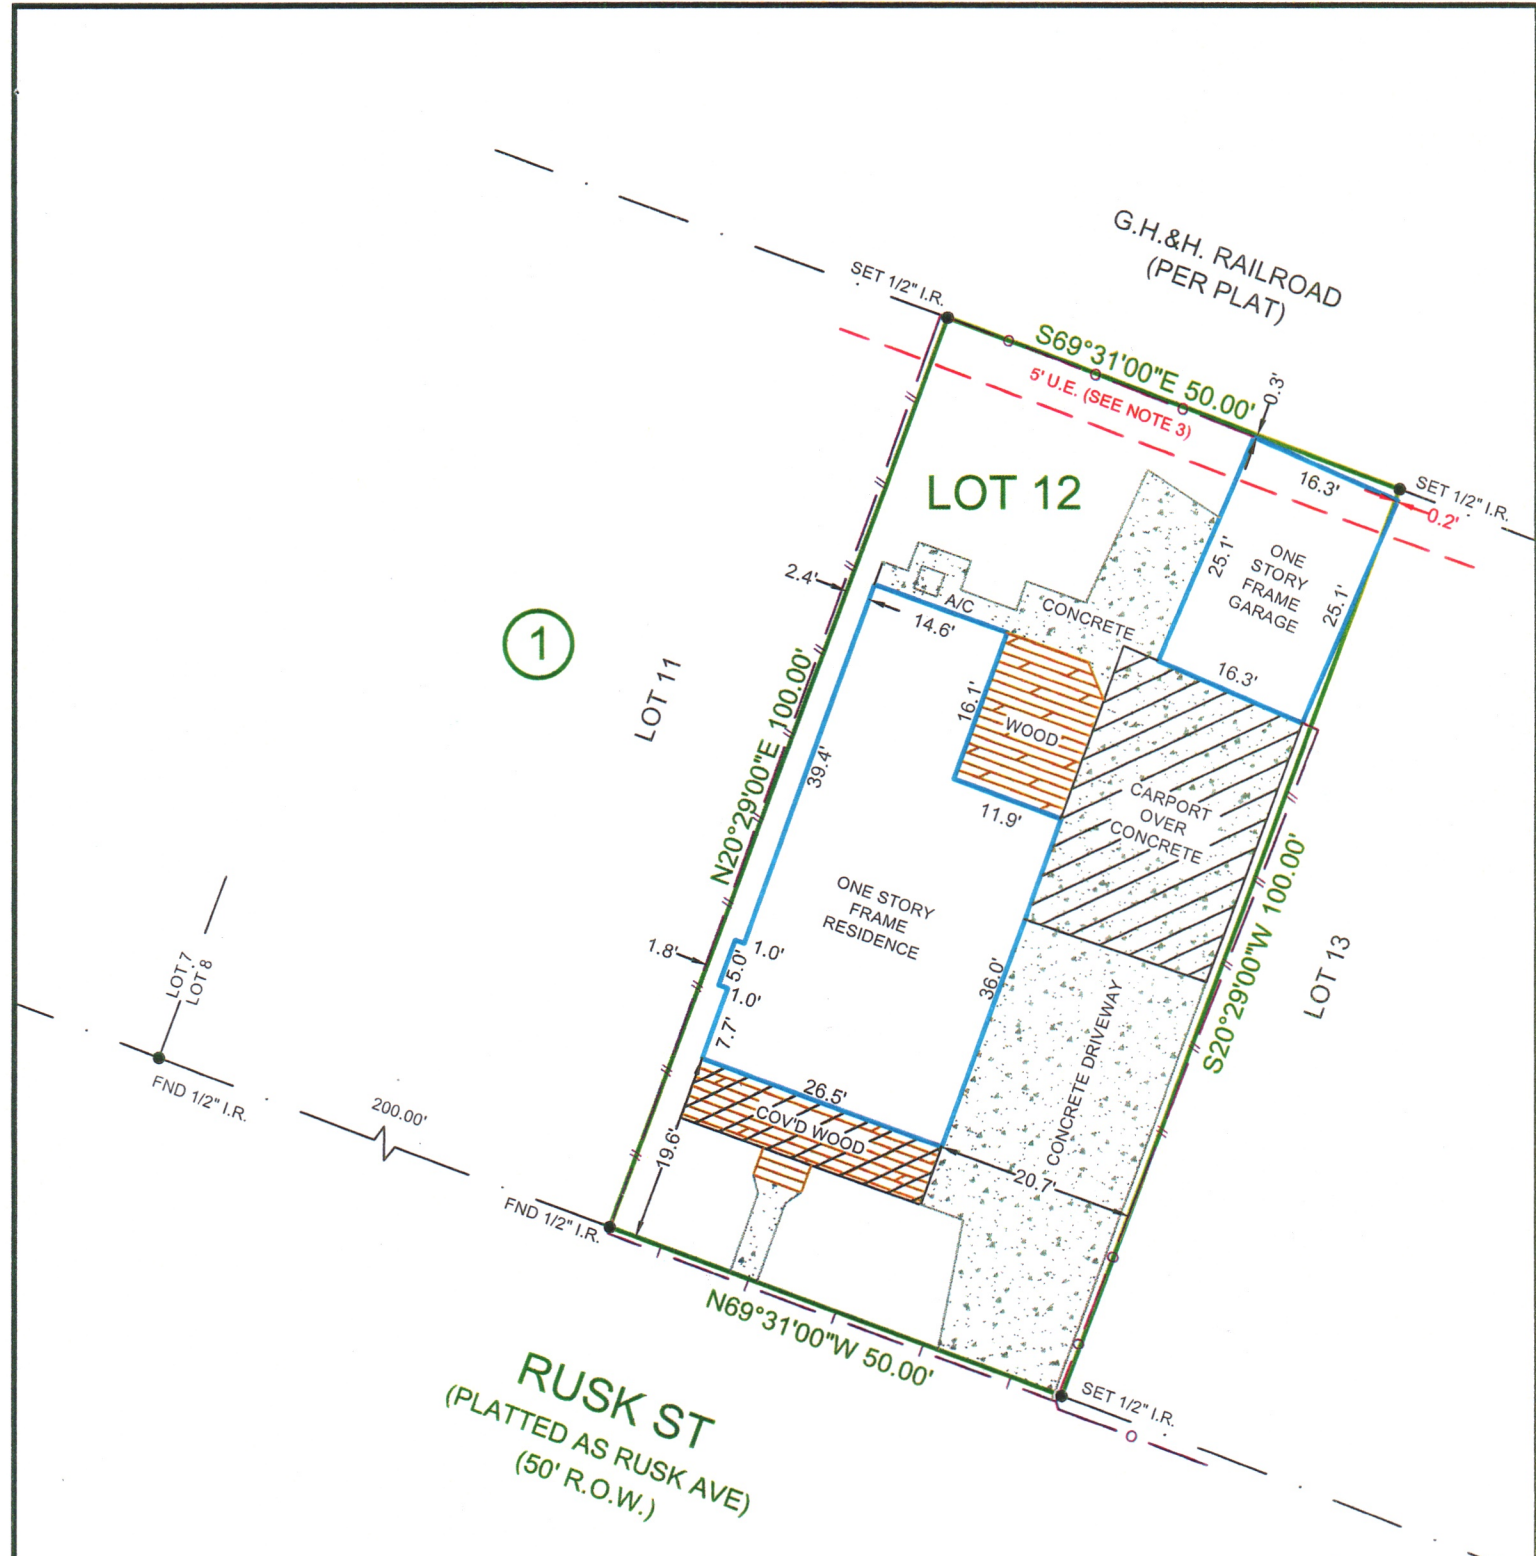 G.H.&H. RAILROAD
(PER PLAT)
SET 1/2" I.R.
S69°31'00"E 50.00'
0.3'
5' U.E. (SEE NOTE 3)
LOT 12
16.3'
SET 1/2" I.R.
0.2'
25.1'
ONE
STORY
FRAME
GARAGE
25.1'
2.4'
A/C
14.6'
CONCRETE
1
LOT 11
16.3'
16.1'
WOOD
N20°29'00"E 100.00'
39.4'
CARPORT
OVER
CONCRETE
11.9'
ONE STORY
FRAME
RESIDENCE
S20°29'00"W 100.00'
LOT 13
1.8'
1.0'
5.0'
1.0'
36.0'
LOT 7
LOT 8
7.7'
CONCRETE DRIVEWAY
FND 1/2" I.R.
200.00'
26.5'
COV'D WOOD
19.6'
20.7'
FND 1/2" I.R.
N69°31'00"W 50.00'
SET 1/2" I.R.
RUSK ST
(PLATTED AS RUSK AVE)
(50' R.O.W.)